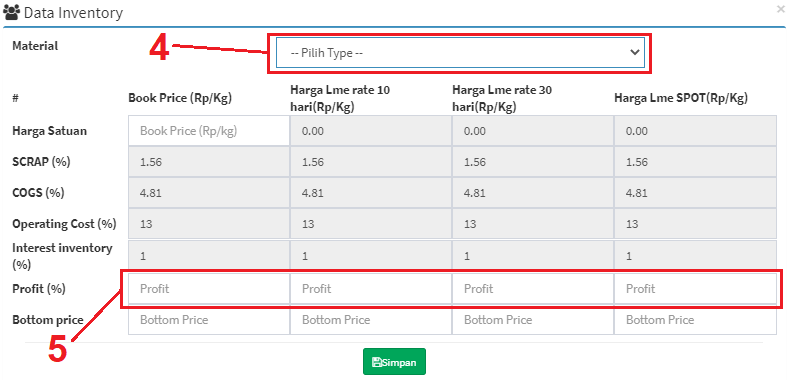 Data Inventory ×
Material 4 -- Pilih Type --
# Book Price (Rp/Kg) Harga Lme rate 10 hari(Rp/Kg) Harga Lme rate 30 hari(Rp/Kg) Harga Lme SPOT(Rp/Kg)
Harga Satuan Book Price (Rp/kg) 0.00 0.00 0.00
SCRAP (%) 1.56 1.56 1.56 1.56
COGS (%) 4.81 4.81 4.81 4.81
Operating Cost (%) 13 13 13 13
Interest inventory (%) 1 1 1 1
Profit (%) Profit Profit Profit Profit
Bottom price Bottom Price Bottom Price Bottom Price Bottom Price
5
Simpan